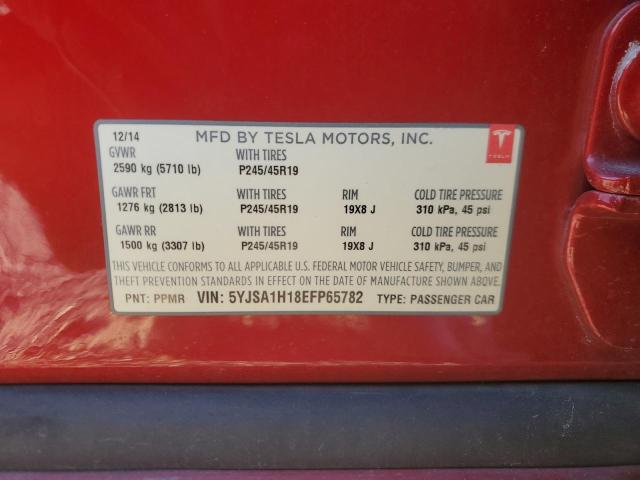 12/14 MFD BY TESLA MOTORS, INC.
GVWR WITH TIRES
2590 kg (5710 lb) P245/45R19
TESLA
GAWR FRT WITH TIRES RIM COLD TIRE PRESSURE
1276 kg (2813 lb) P245/45R19 19X8 J 310 kPa, 45 psi
GAWR RR WITH TIRES RIM COLD TIRE PRESSURE
1500 kg (3307 lb) P245/45R19 19X8 J 310 kPa, 45 psi
THIS VEHICLE CONFORMS TO ALL APPLICABLE U.S. FEDERAL MOTOR VEHICLE SAFETY, BUMPER, AND
THEFT PREVENTION STANDARDS IN EFFECT ON THE DATE OF MANUFACTURE SHOWN ABOVE.
PNT: PPMR VIN: 5YJSA1H18EFP65782 TYPE: PASSENGER CAR